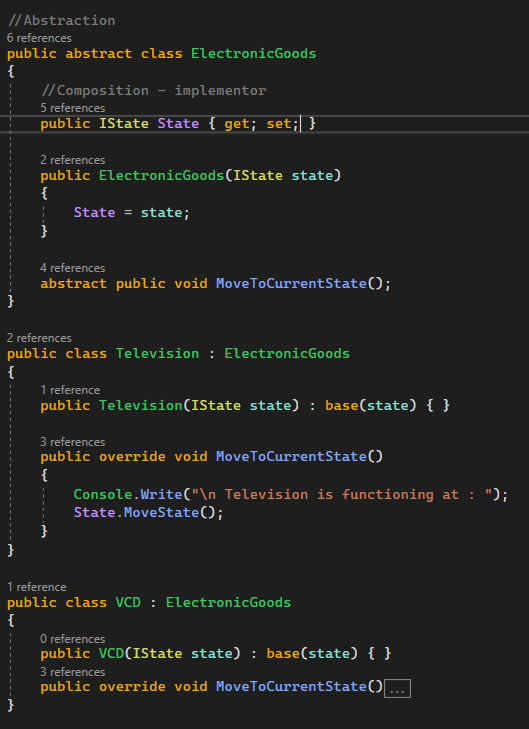 //Abstraction
6 references
public abstract class ElectronicGoods
{
//Composition - implementor
5 references
public IState State { get; set; }
2 references
public ElectronicGoods(IState state)
{
State = state;
}
4 references
abstract public void MoveToCurrentState();
}
2 references
public class Television : ElectronicGoods
{
1 reference
public Television(IState state) : base(state) { }
3 references
public override void MoveToCurrentState()
{
Console.Write("\n Television is functioning at : ");
State.MoveState();
}
}
1 reference
public class VCD : ElectronicGoods
{
0 references
public VCD(IState state) : base(state) { }
3 references
public override void MoveToCurrentState()...
}